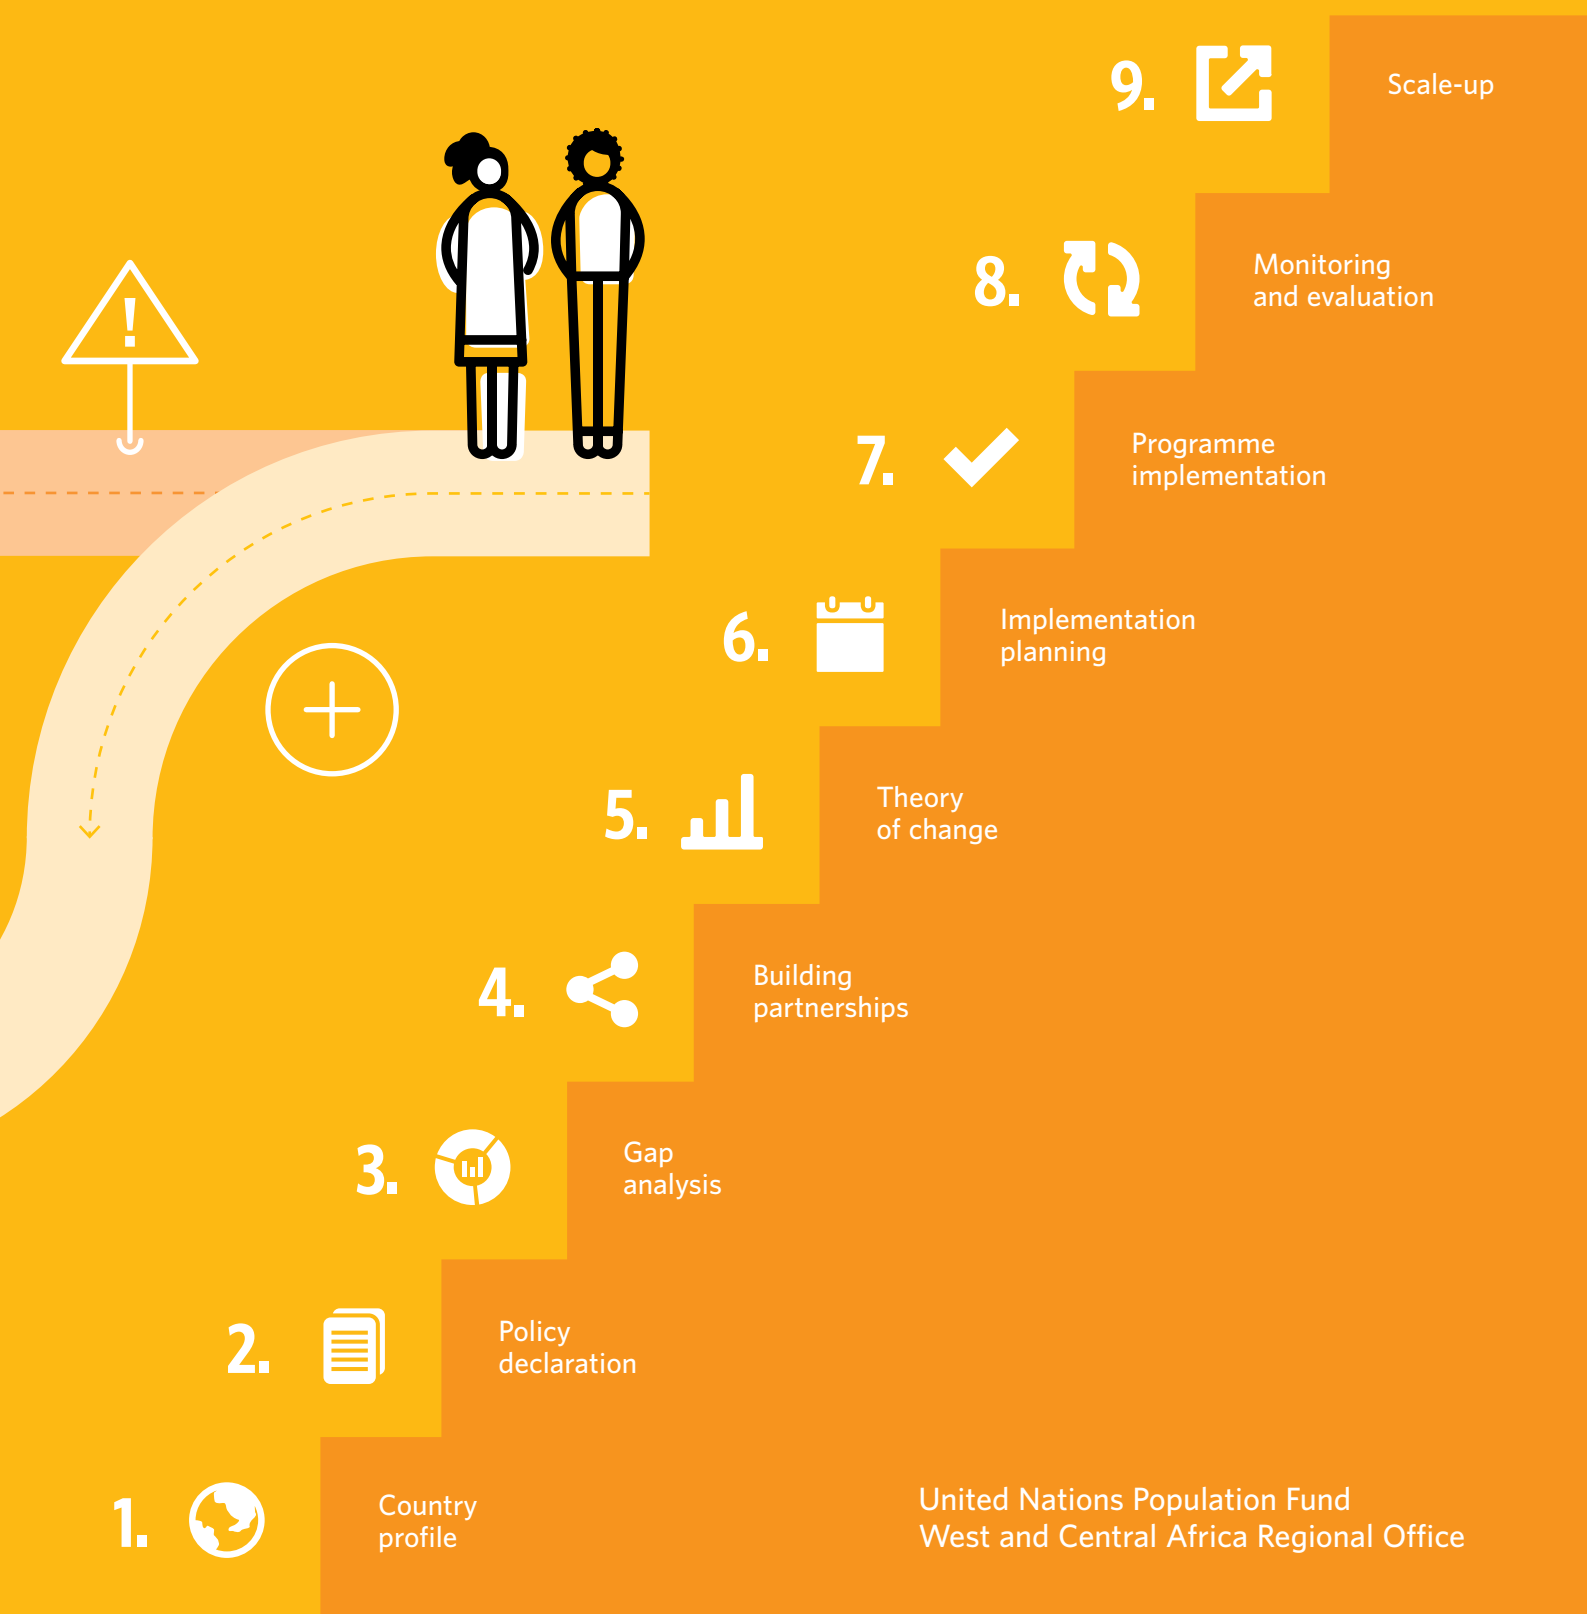 9.
Scale-up
8.
Monitoring
and evaluation
!
7.
Programme
implementation
6.
Implementation
planning
5.
Theory
of change
4.
Building
partnerships
3.
Gap
analysis
2.
Policy
declaration
1.
Country
profile
United Nations Population Fund
West and Central Africa Regional Office